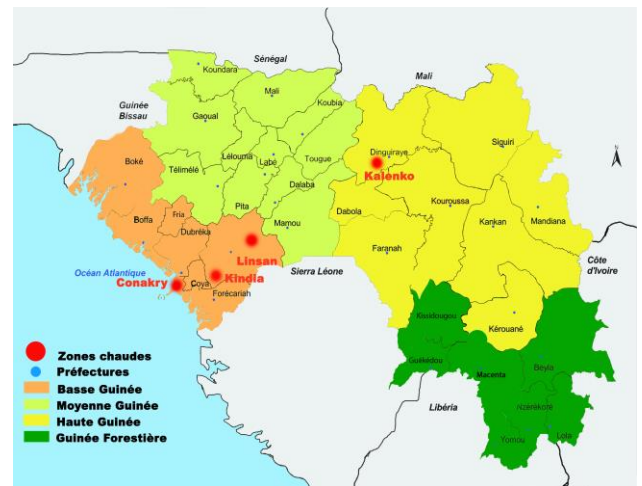 Sénégal
Koundara
Mali
Mali
Koubia
Guinée
Bissau
Gaoual
Siguiri
N
Dinguiraye
Kalenko
Boké
Lélouma
Labé
Tougue
Télimélé
Dalaba
Pita
Kouroussa
Dabola
Kankan
Mandiana
Boffa
Fria
Mamou
Dubréka
Faranah
Linsan
Côte
d'Ivoire
Océan Atlantique
Kindia
Sierra Léone
Conakry
Coya
Forécariah
Kissidougou
Kérouané
Zones chaudes
Guékédou
Macenta
Beyla
Préfectures
Basse Guinée
Moyenne Guinée
Libéria
Nzérékoré
Haute Guinée
Yomou
Lola
Guinée Forestière